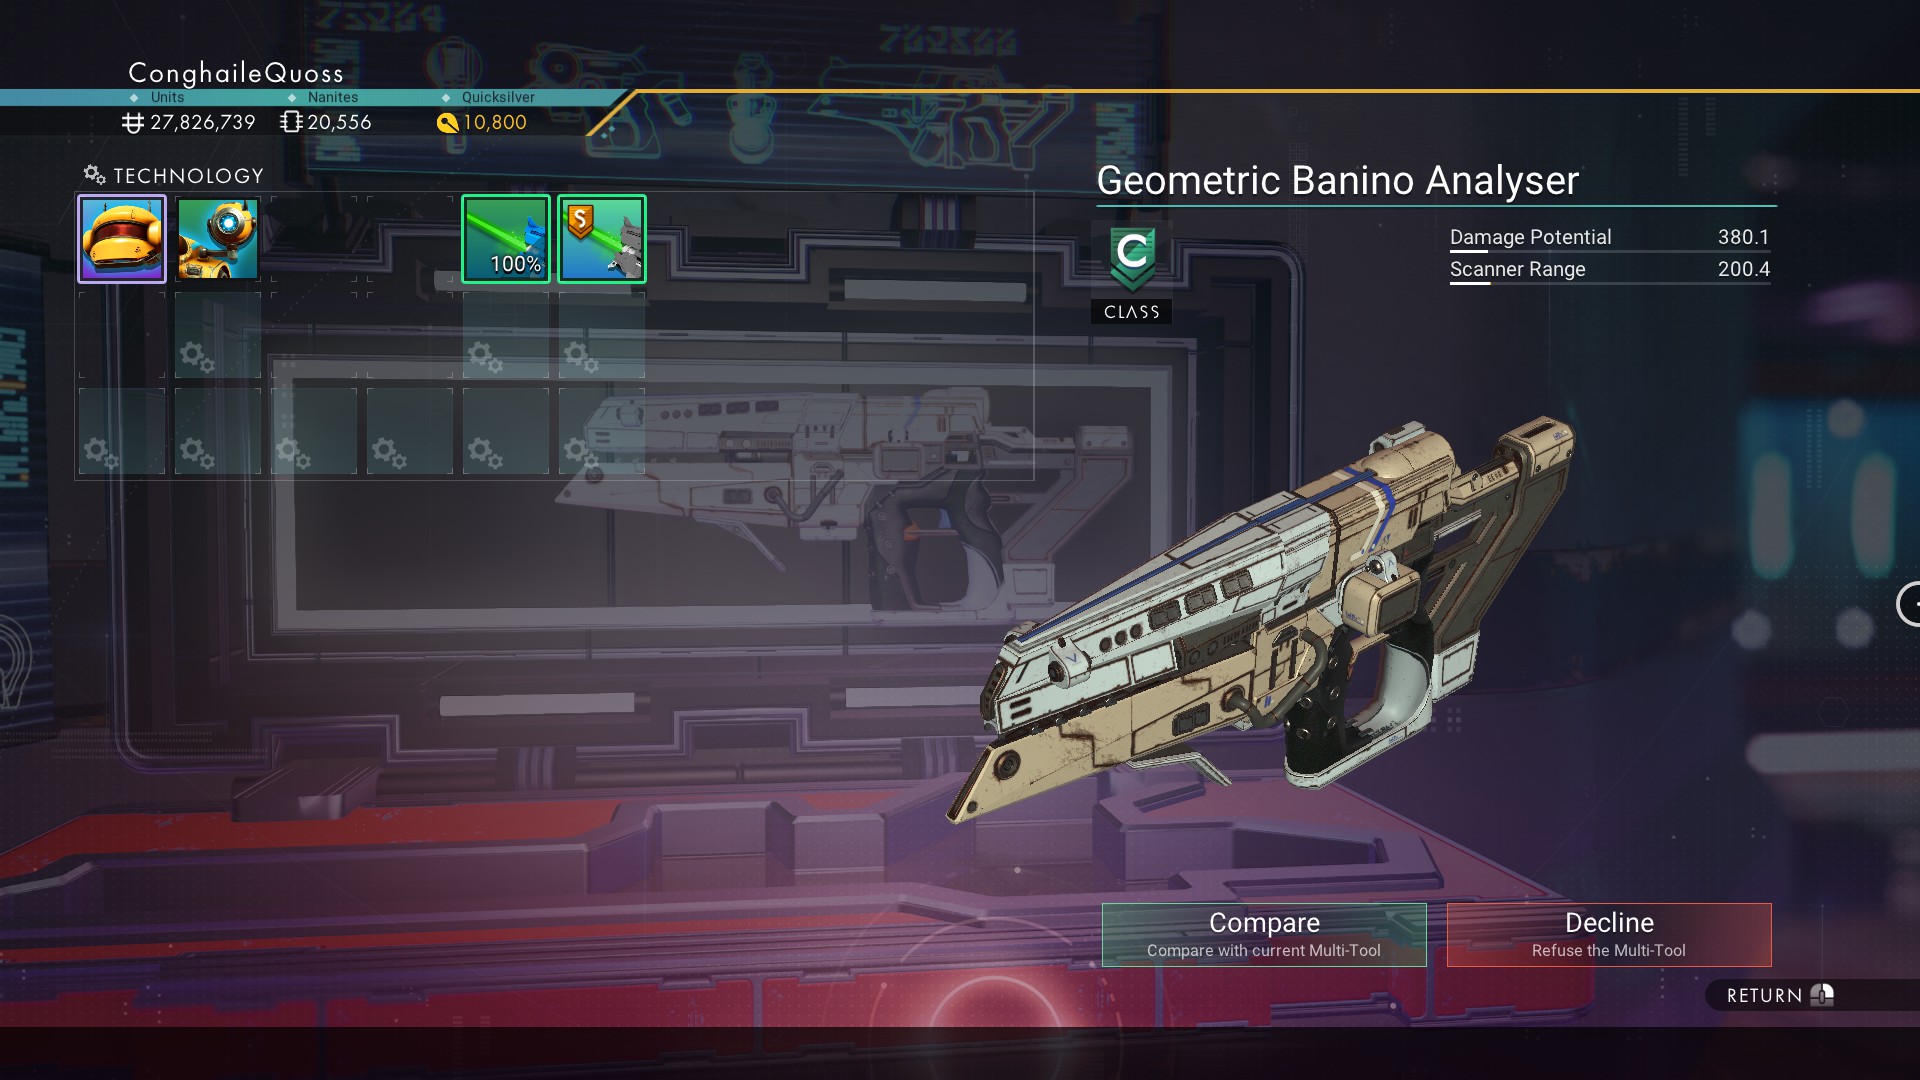 ConghaileQuoss
Units Nanites Quicksilver
27,826,739 20,556 10,800
TECHNOLOGY
Geometric Banino Analyser
S
100%
C
CLASS
Damage Potential 380.1
Scanner Range 200.4
Compare
Compare with current Multi-Tool
Decline
Refuse the Multi-Tool
RETURN